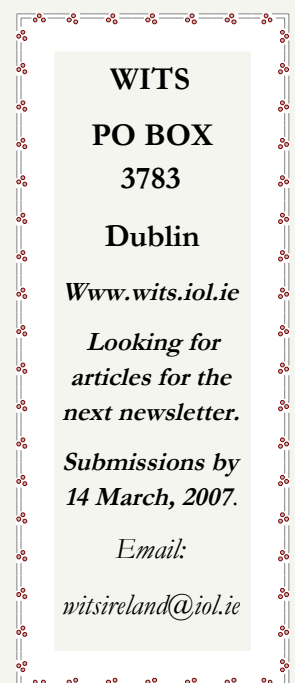 WITS
PO BOX
3783
Dublin
Www.wits.iol.ie
Looking for
articles for the
next newsletter.
Submissions by
14 March, 2007.
Email:
witsireland@iol.ie